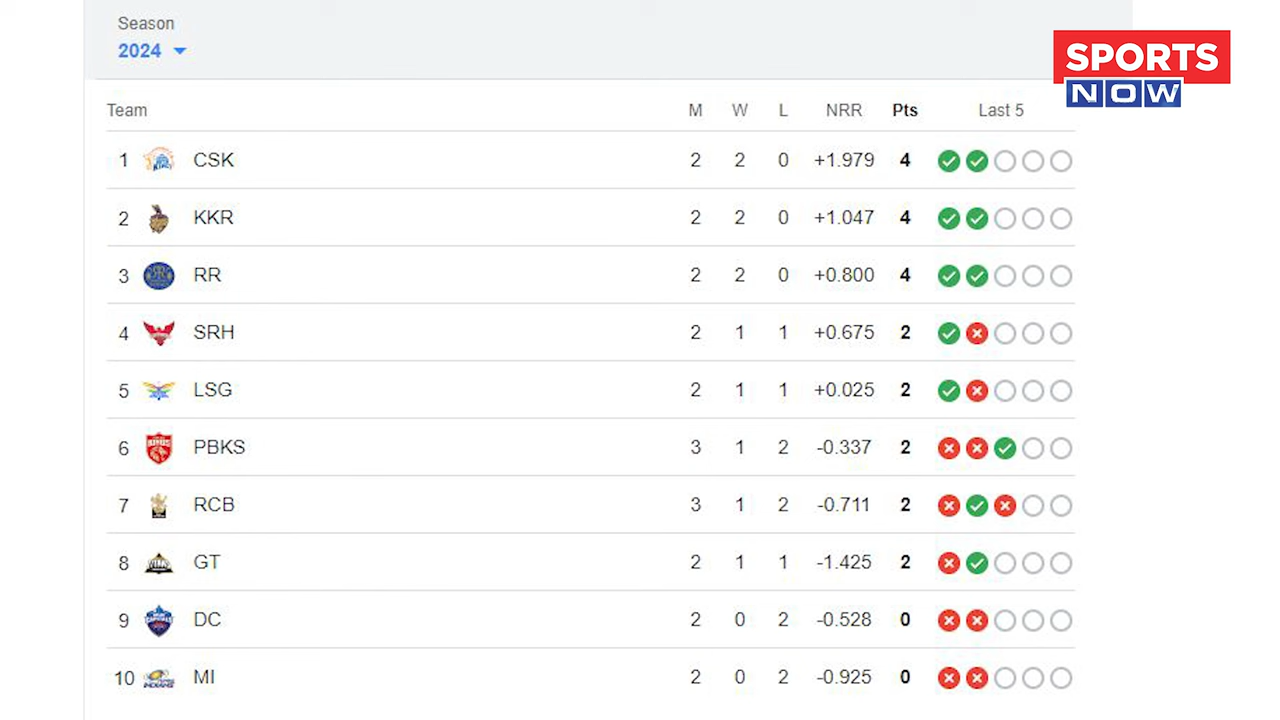 Season
2024
SPORTS
NOW
Team M W L NRR Pts Last 5
1 CSK 2 2 0 +1.979 4
2 KKR 2 2 0 +1.047 4
3 RR 2 2 0 +0.800 4
4 SRH 2 1 1 +0.675 2
5 LSG 2 1 1 +0.025 2
6 PBKS 3 1 2 -0.337 2
7 RCB 3 1 2 -0.711 2
8 GT 2 1 1 -1.425 2
9 DC 2 0 2 -0.528 0
10 MI 2 0 2 -0.925 0